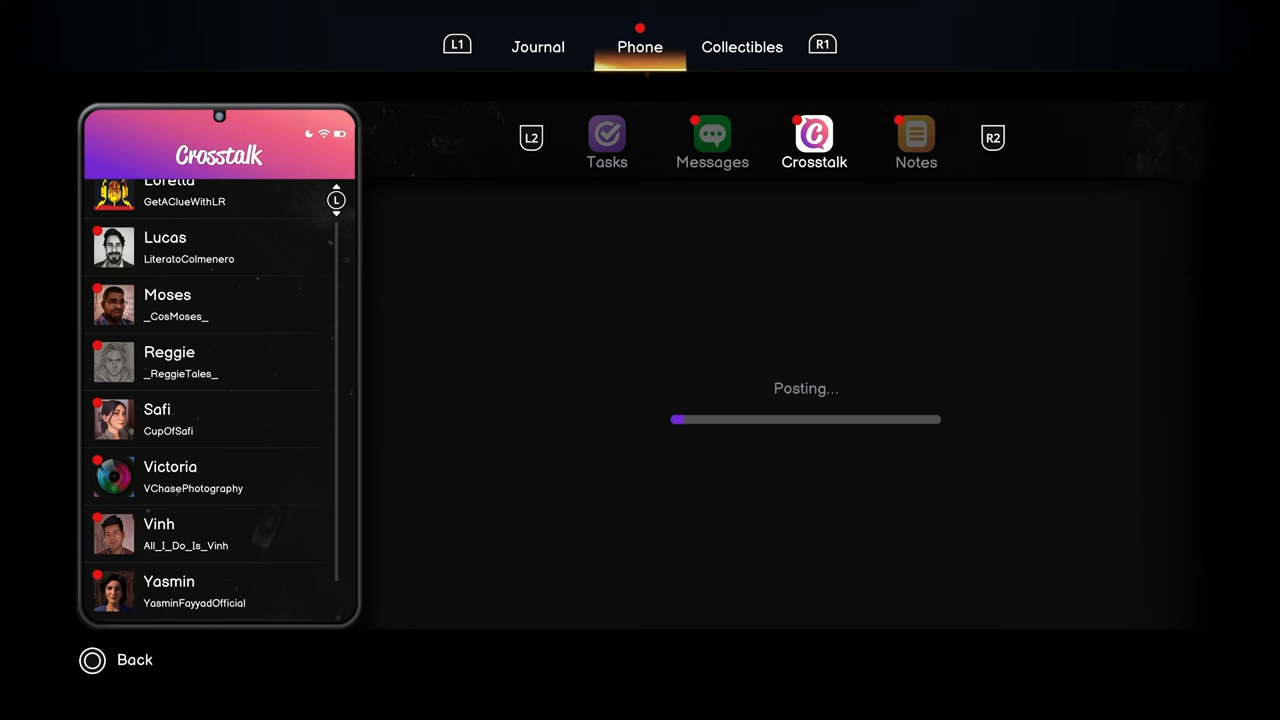 L1 Journal Phone Collectibles R1
L2 Tasks Messages Crosstalk Notes R2
Crosstalk
Loretta
GetAClueWithLR
L
Lucas
LiteratoColmenero
Moses
_CosMoses_
Reggie
_ReggieTales_
Safi
CupOfSafi
Victoria
VChasePhotography
Vinh
All_I_Do_Is_Vinh
Yasmin
YasminFayyadOfficial
Posting...
Back